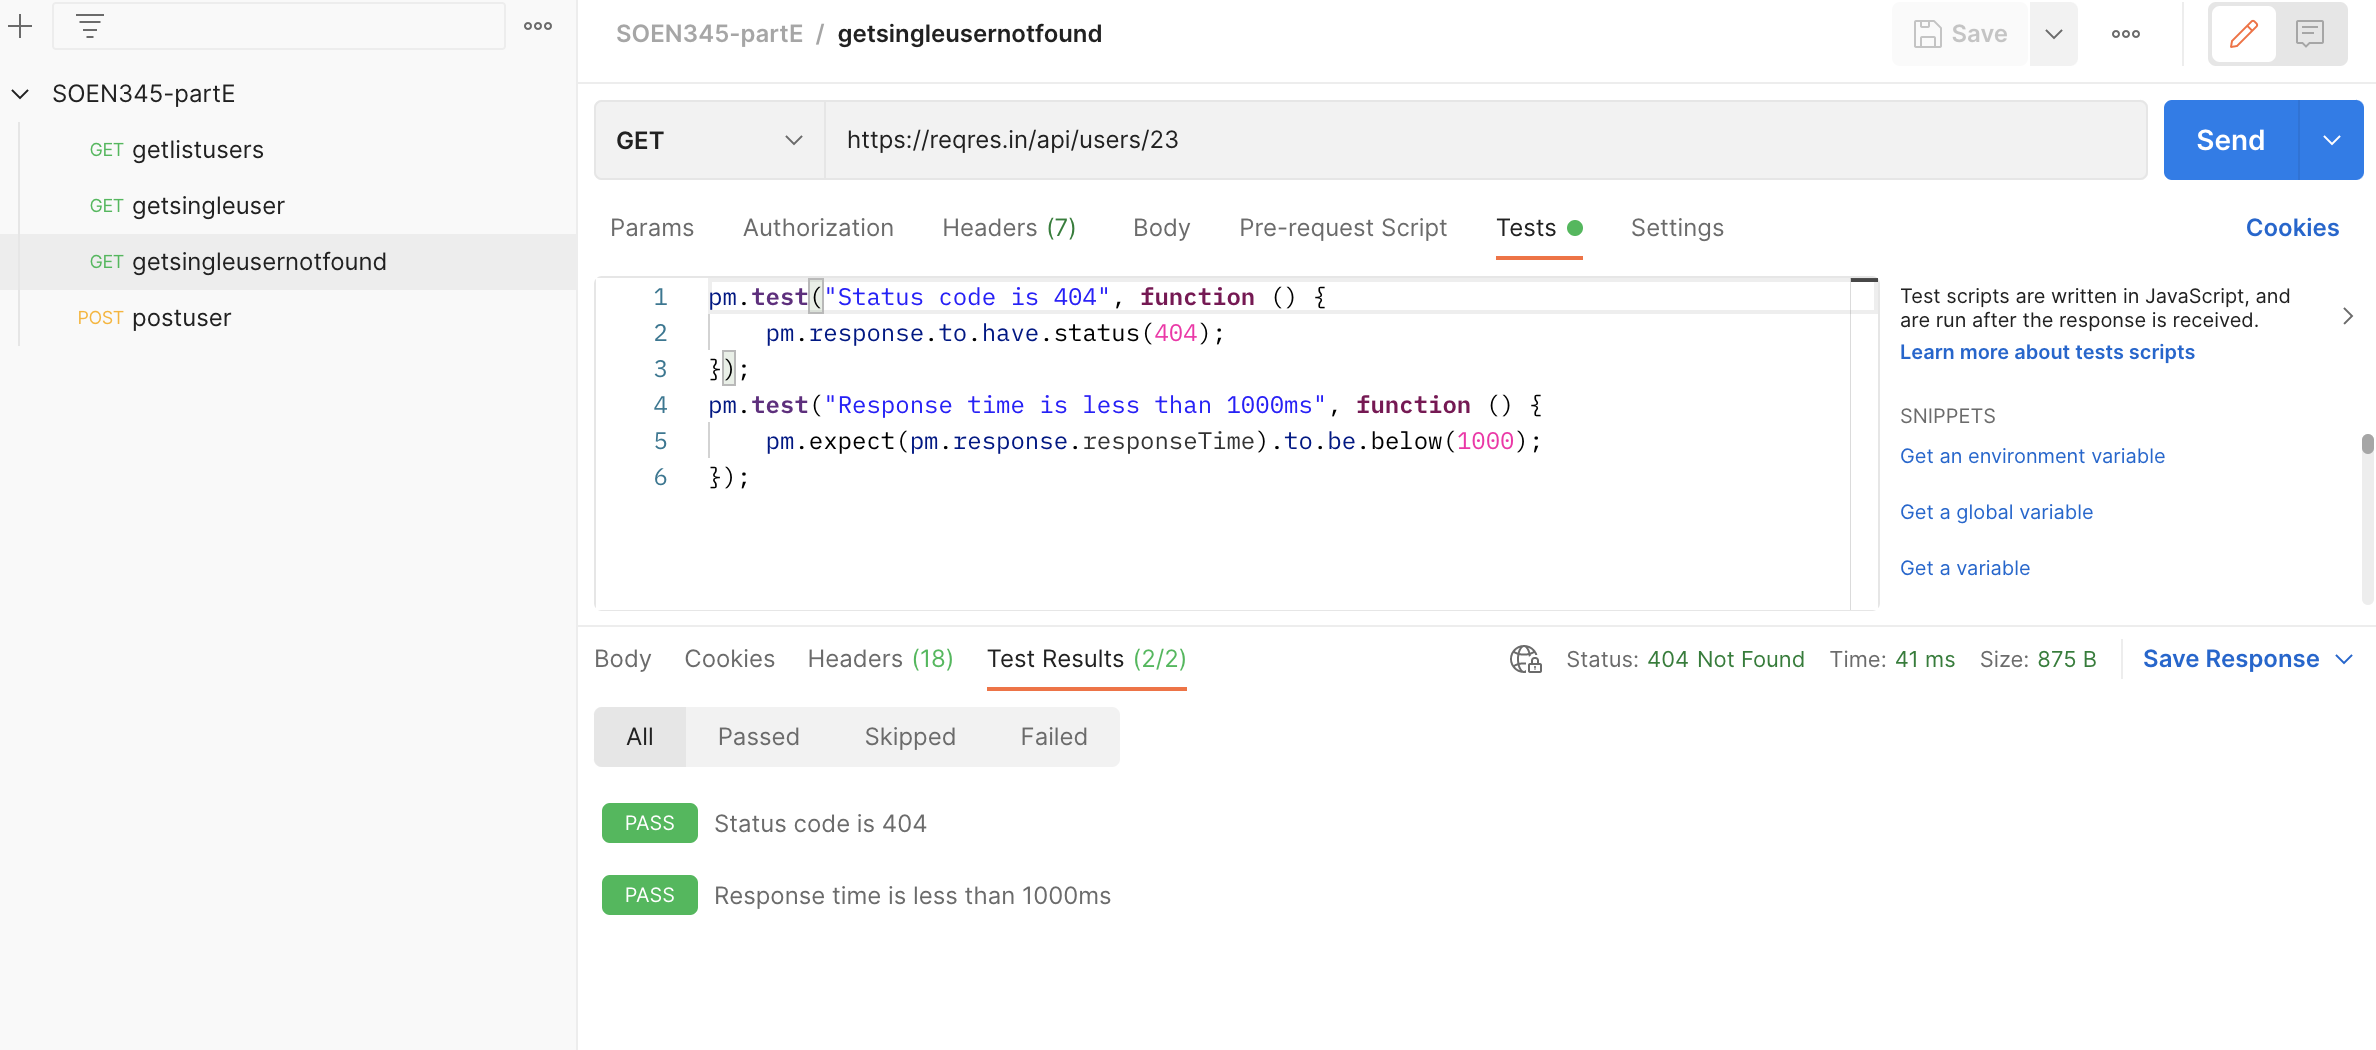 SOEN345-partE
GET getlistusers
GET getsingleuser
GET getsingleusernotfound
POST postuser
SOEN345-partE / getsingleusernotfound
Save
GET https://reqres.in/api/users/23 Send
Params Authorization Headers (7) Body Pre-request Script Tests Settings Cookies
1 pm.test("Status code is 404", function () {
2 pm.response.to.have.status(404);
3 });
4 pm.test("Response time is less than 1000ms", function () {
5 pm.expect(pm.response.responseTime).to.be.below(1000);
6 });
Test scripts are written in JavaScript, and
are run after the response is received.
Learn more about tests scripts
SNIPPETS
Get an environment variable
Get a global variable
Get a variable
Body Cookies Headers (18) Test Results (2/2) Status: 404 Not Found Time: 41 ms Size: 875 B Save Response
All Passed Skipped Failed
PASS Status code is 404
PASS Response time is less than 1000ms